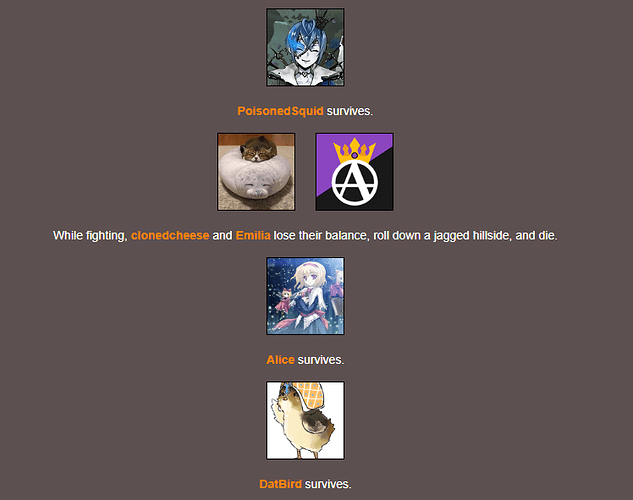 PoisonedSquid survives.
While fighting, clonedcheese and Emilia lose their balance, roll down a jagged hillside, and die.
Alice survives.
DatBird survives.